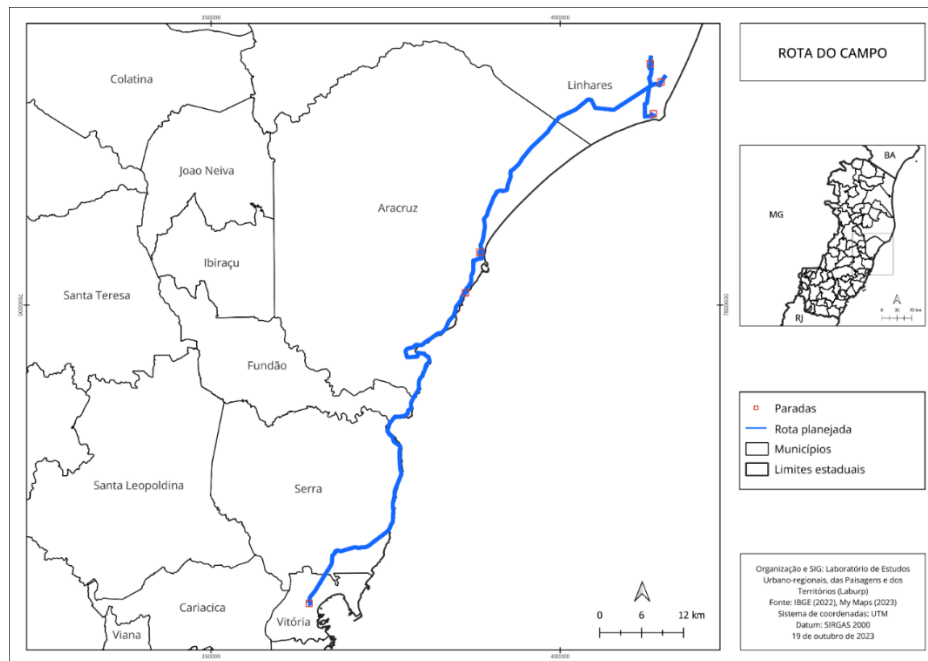 350000
400000
Colatina
Linhares
Joao Neiva
Aracruz
Ibiraçu
Santa Teresa
7800000
7800000
Fundão
Santa Leopoldina
Serra
Cariacica
Vitória
Viana
0 6 12 km
350000
400000
ROTA DO CAMPO
BA
MG
RJ
Paradas
Rota planejada
Municípios
Limites estaduais
Organização e SIG: Laboratório de Estudos
Urbano-regionais, das Paisagens e dos
Territórios (Laburp)
Fonte: IBGE (2022), My Maps (2023)
Sistema de coordenadas: UTM
Datum: SIRGAS 2000
19 de outubro de 2023